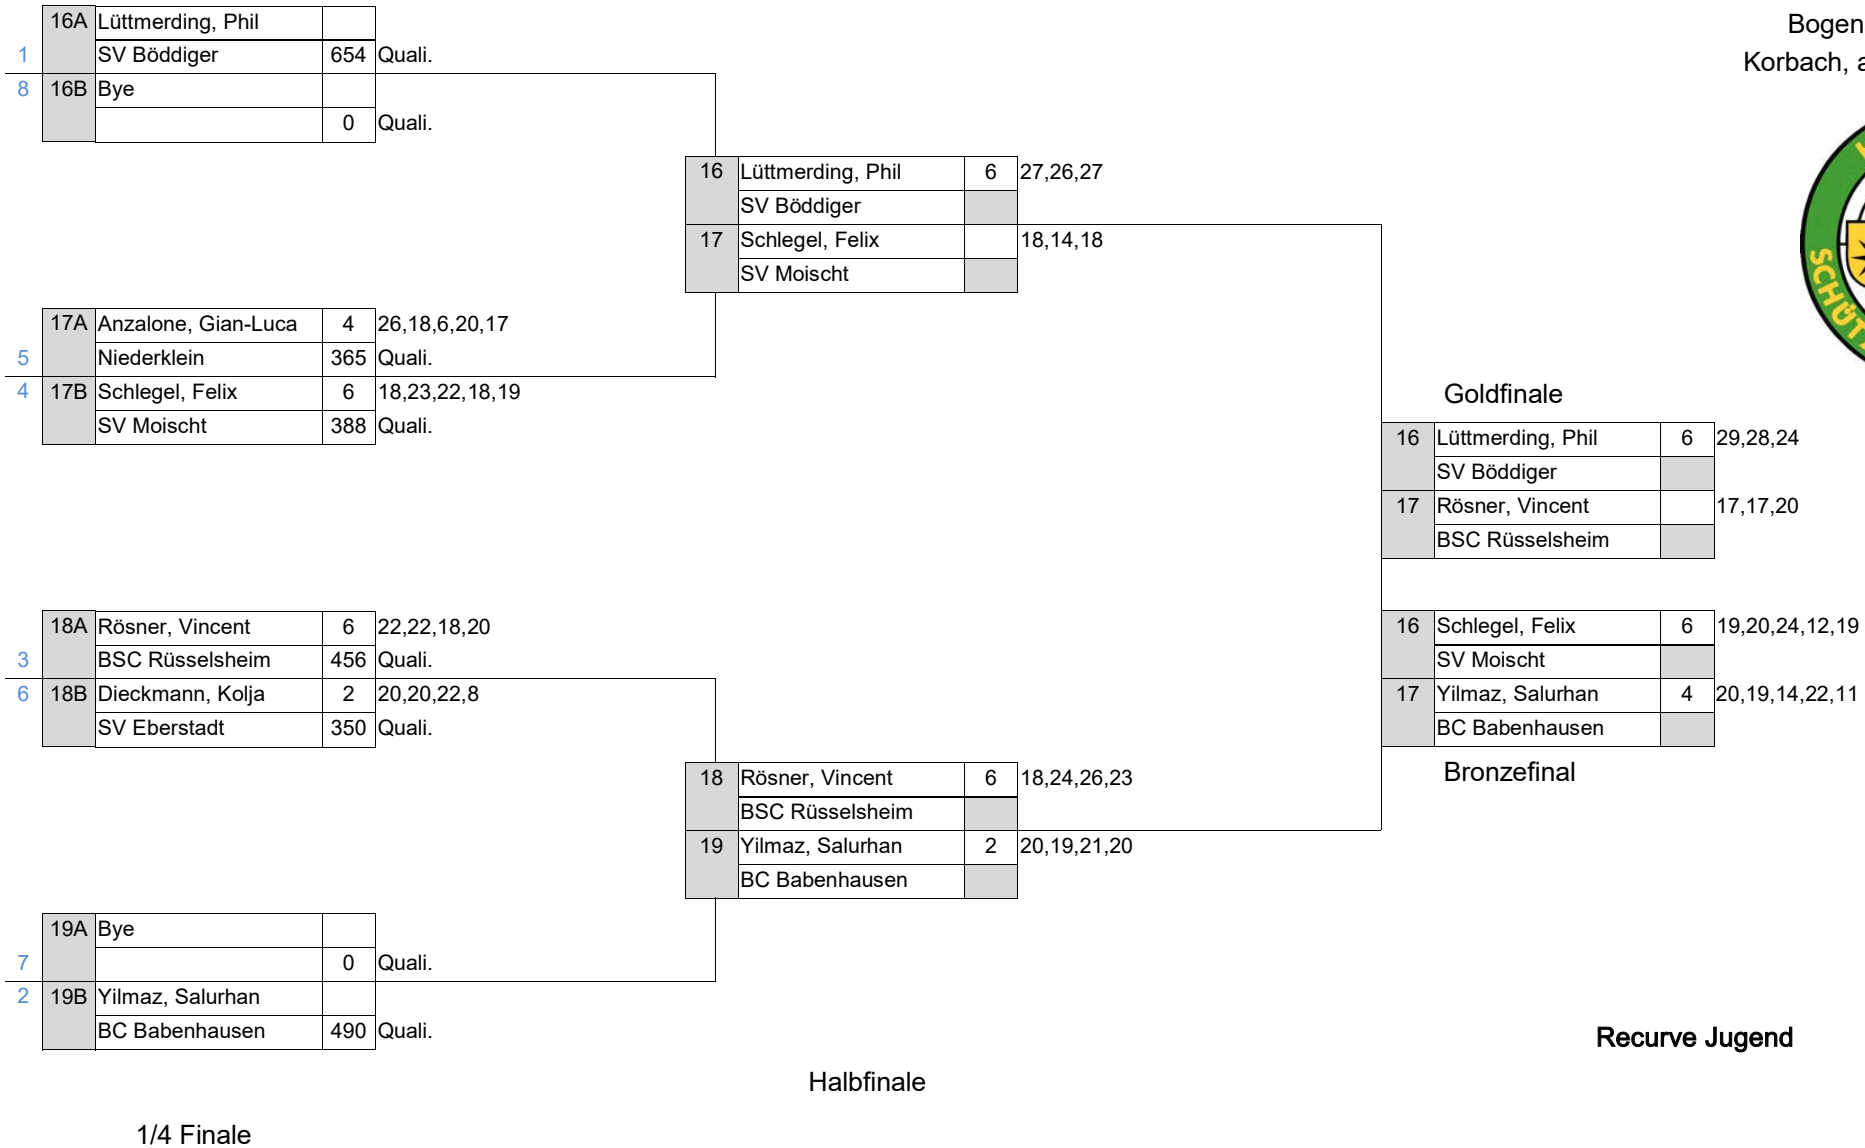 Bogen
Korbach, a
SCHÜTZ
16A Lüttmerding, Phil
1 SV Böddiger 654 Quali.
8 16B Bye
0 Quali.
16 Lüttmerding, Phil 6 27,26,27
SV Böddiger
17 Schlegel, Felix 18,14,18
SV Moischt
17A Anzalone, Gian-Luca 4 26,18,6,20,17
5 Niederklein 365 Quali.
4 17B Schlegel, Felix 6 18,23,22,18,19
SV Moischt 388 Quali.
Goldfinale
16 Lüttmerding, Phil 6 29,28,24
SV Böddiger
17 Rösner, Vincent 17,17,20
BSC Rüsselsheim
18A Rösner, Vincent 6 22,22,18,20
3 BSC Rüsselsheim 456 Quali.
6 18B Dieckmann, Kolja 2 20,20,22,8
SV Eberstadt 350 Quali.
16 Schlegel, Felix 6 19,20,24,12,19
SV Moischt
17 Yilmaz, Salurhan 4 20,19,14,22,11
BC Babenhausen
Bronzefinal
18 Rösner, Vincent 6 18,24,26,23
BSC Rüsselsheim
19 Yilmaz, Salurhan 2 20,19,21,20
BC Babenhausen
19A Bye
7 0 Quali.
2 19B Yilmaz, Salurhan
BC Babenhausen 490 Quali.
Recurve Jugend
Halbfinale
1/4 Finale